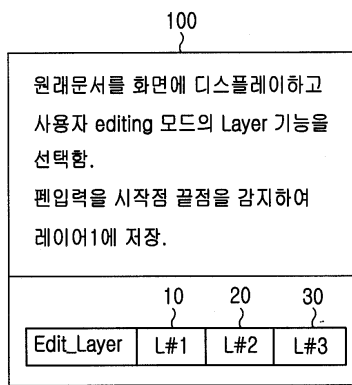 100
원래문서를 화면에 디스플레이하고
사용자 editing 모드의 Layer 기능을
선택함.
펜입력을 시작점 끝점을 감지하여
레이어1에 저장.
10 20 30
Edit_Layer L#1 L#2 L#3